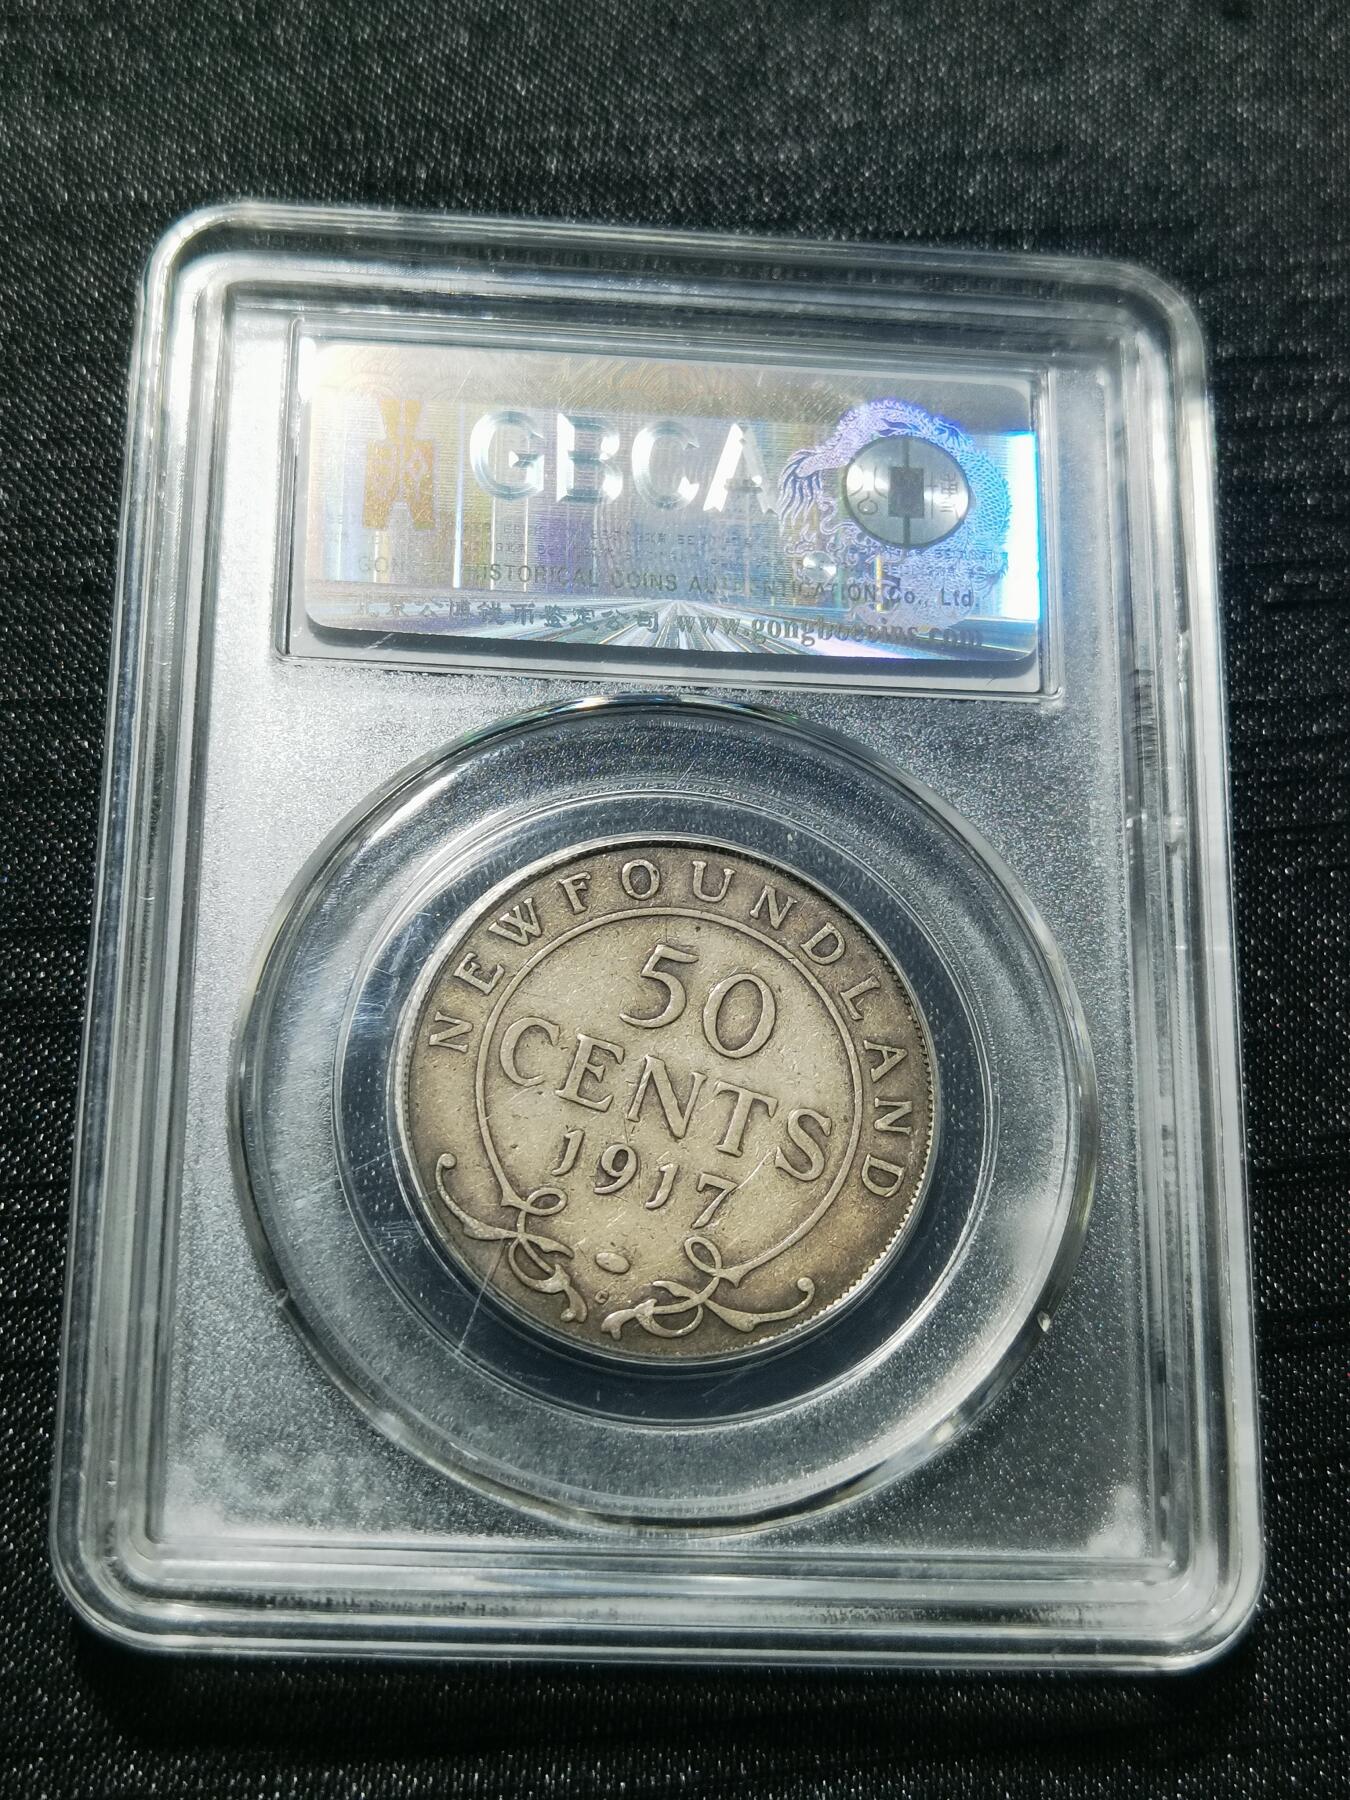 GBCA
HISTORICAL COINS AUTHENTICATION Co., Ltd.
北京公博钱币鉴定公司 www.gongbocoins.com
NEWFOUNDLAND
50
CENTS
1917
C